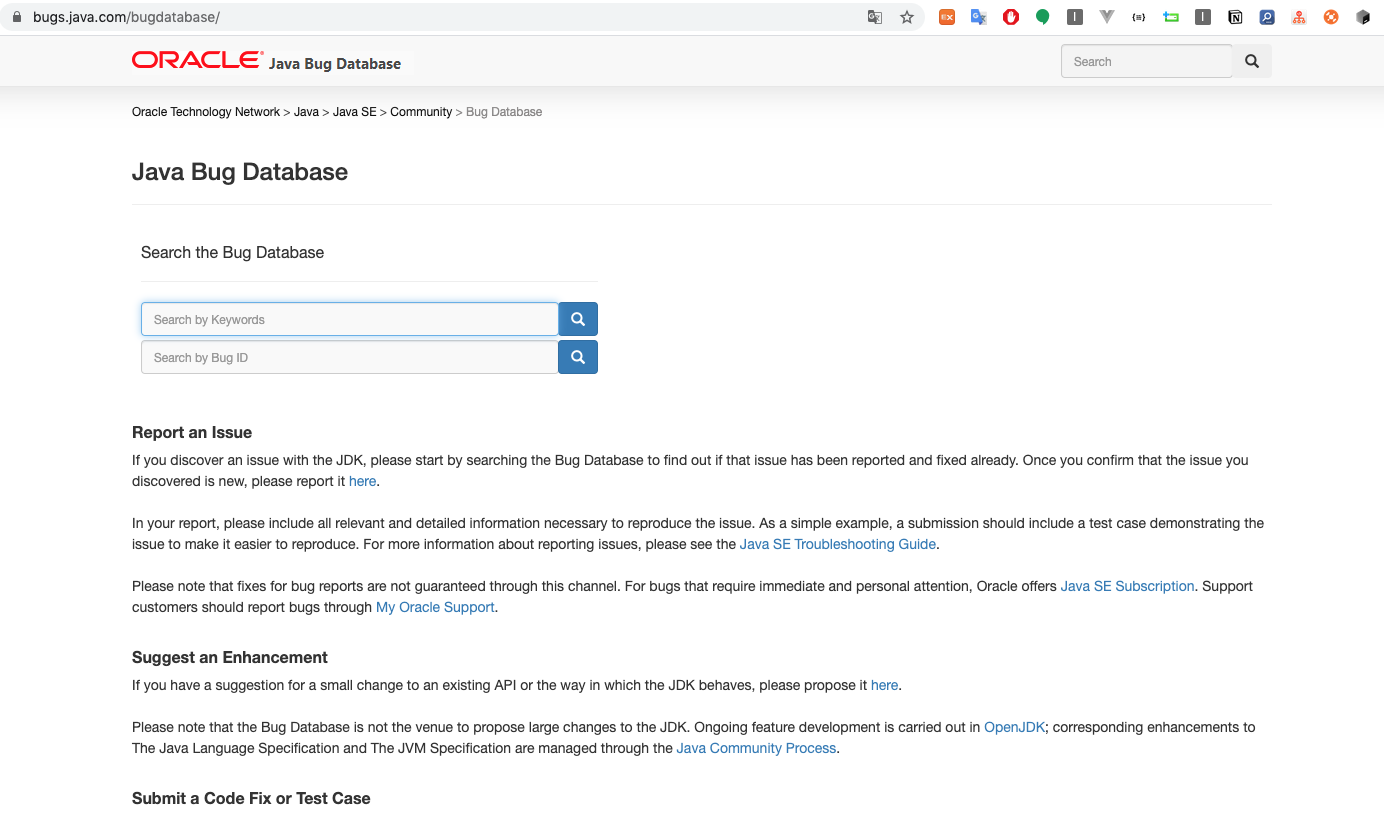 bugs.java.com/bugdatabase/
ORACLE® Java Bug Database
Search
Oracle Technology Network > Java > Java SE > Community > Bug Database
Java Bug Database
Search the Bug Database
Search by Keywords
Search by Bug ID
Report an Issue
If you discover an issue with the JDK, please start by searching the Bug Database to find out if that issue has been reported and fixed already. Once you confirm that the issue you
discovered is new, please report it here.
In your report, please include all relevant and detailed information necessary to reproduce the issue. As a simple example, a submission should include a test case demonstrating the
issue to make it easier to reproduce. For more information about reporting issues, please see the Java SE Troubleshooting Guide.
Please note that fixes for bug reports are not guaranteed through this channel. For bugs that require immediate and personal attention, Oracle offers Java SE Subscription. Support
customers should report bugs through My Oracle Support.
Suggest an Enhancement
If you have a suggestion for a small change to an existing API or the way in which the JDK behaves, please propose it here.
Please note that the Bug Database is not the venue to propose large changes to the JDK. Ongoing feature development is carried out in OpenJDK; corresponding enhancements to
The Java Language Specification and The JVM Specification are managed through the Java Community Process.
Submit a Code Fix or Test Case